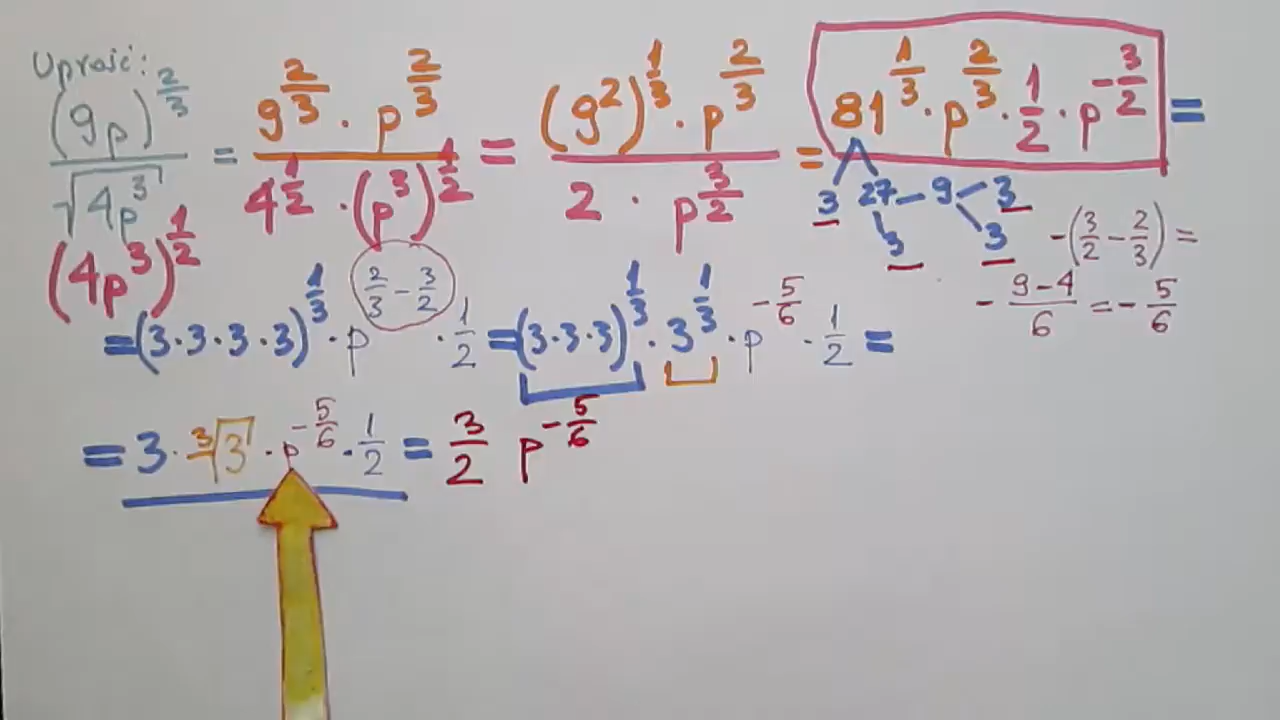 Uprosti:
(9p)^{2/3} / √(4p³) = 9^{2/3} · p^{2/3} / 4^{1/2} · (p³)^{1/2} = (9²)^{1/3} · p^{2/3} / 2 · p^{3/2} = 81^{1/3} · p^{2/3} · 1/2 · p^{-3/2} =
(4p³)^{1/2}
3 27 – 9 – 3
3 3
-(3/2 - 2/3) =
- 9-4/6 = - 5/6
= (3·3·3·3)^{1/3} · p^{2/3 - 3/2} · 1/2 = (3·3·3)^{1/3} · 3^{1/3} · p^{-5/6} · 1/2 =
= 3 · ³√3 · p^{-5/6} · 1/2 = 3/2 p^{-5/6}